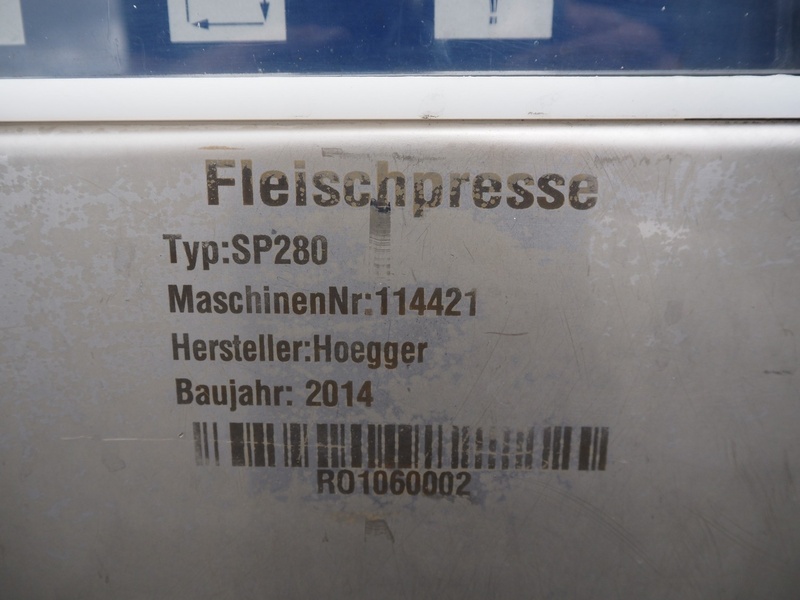 Fleischpresse
Typ:SP280
MaschinenNr:114421
Hersteller:Hoegger
Baujahr: 2014
RO1060002